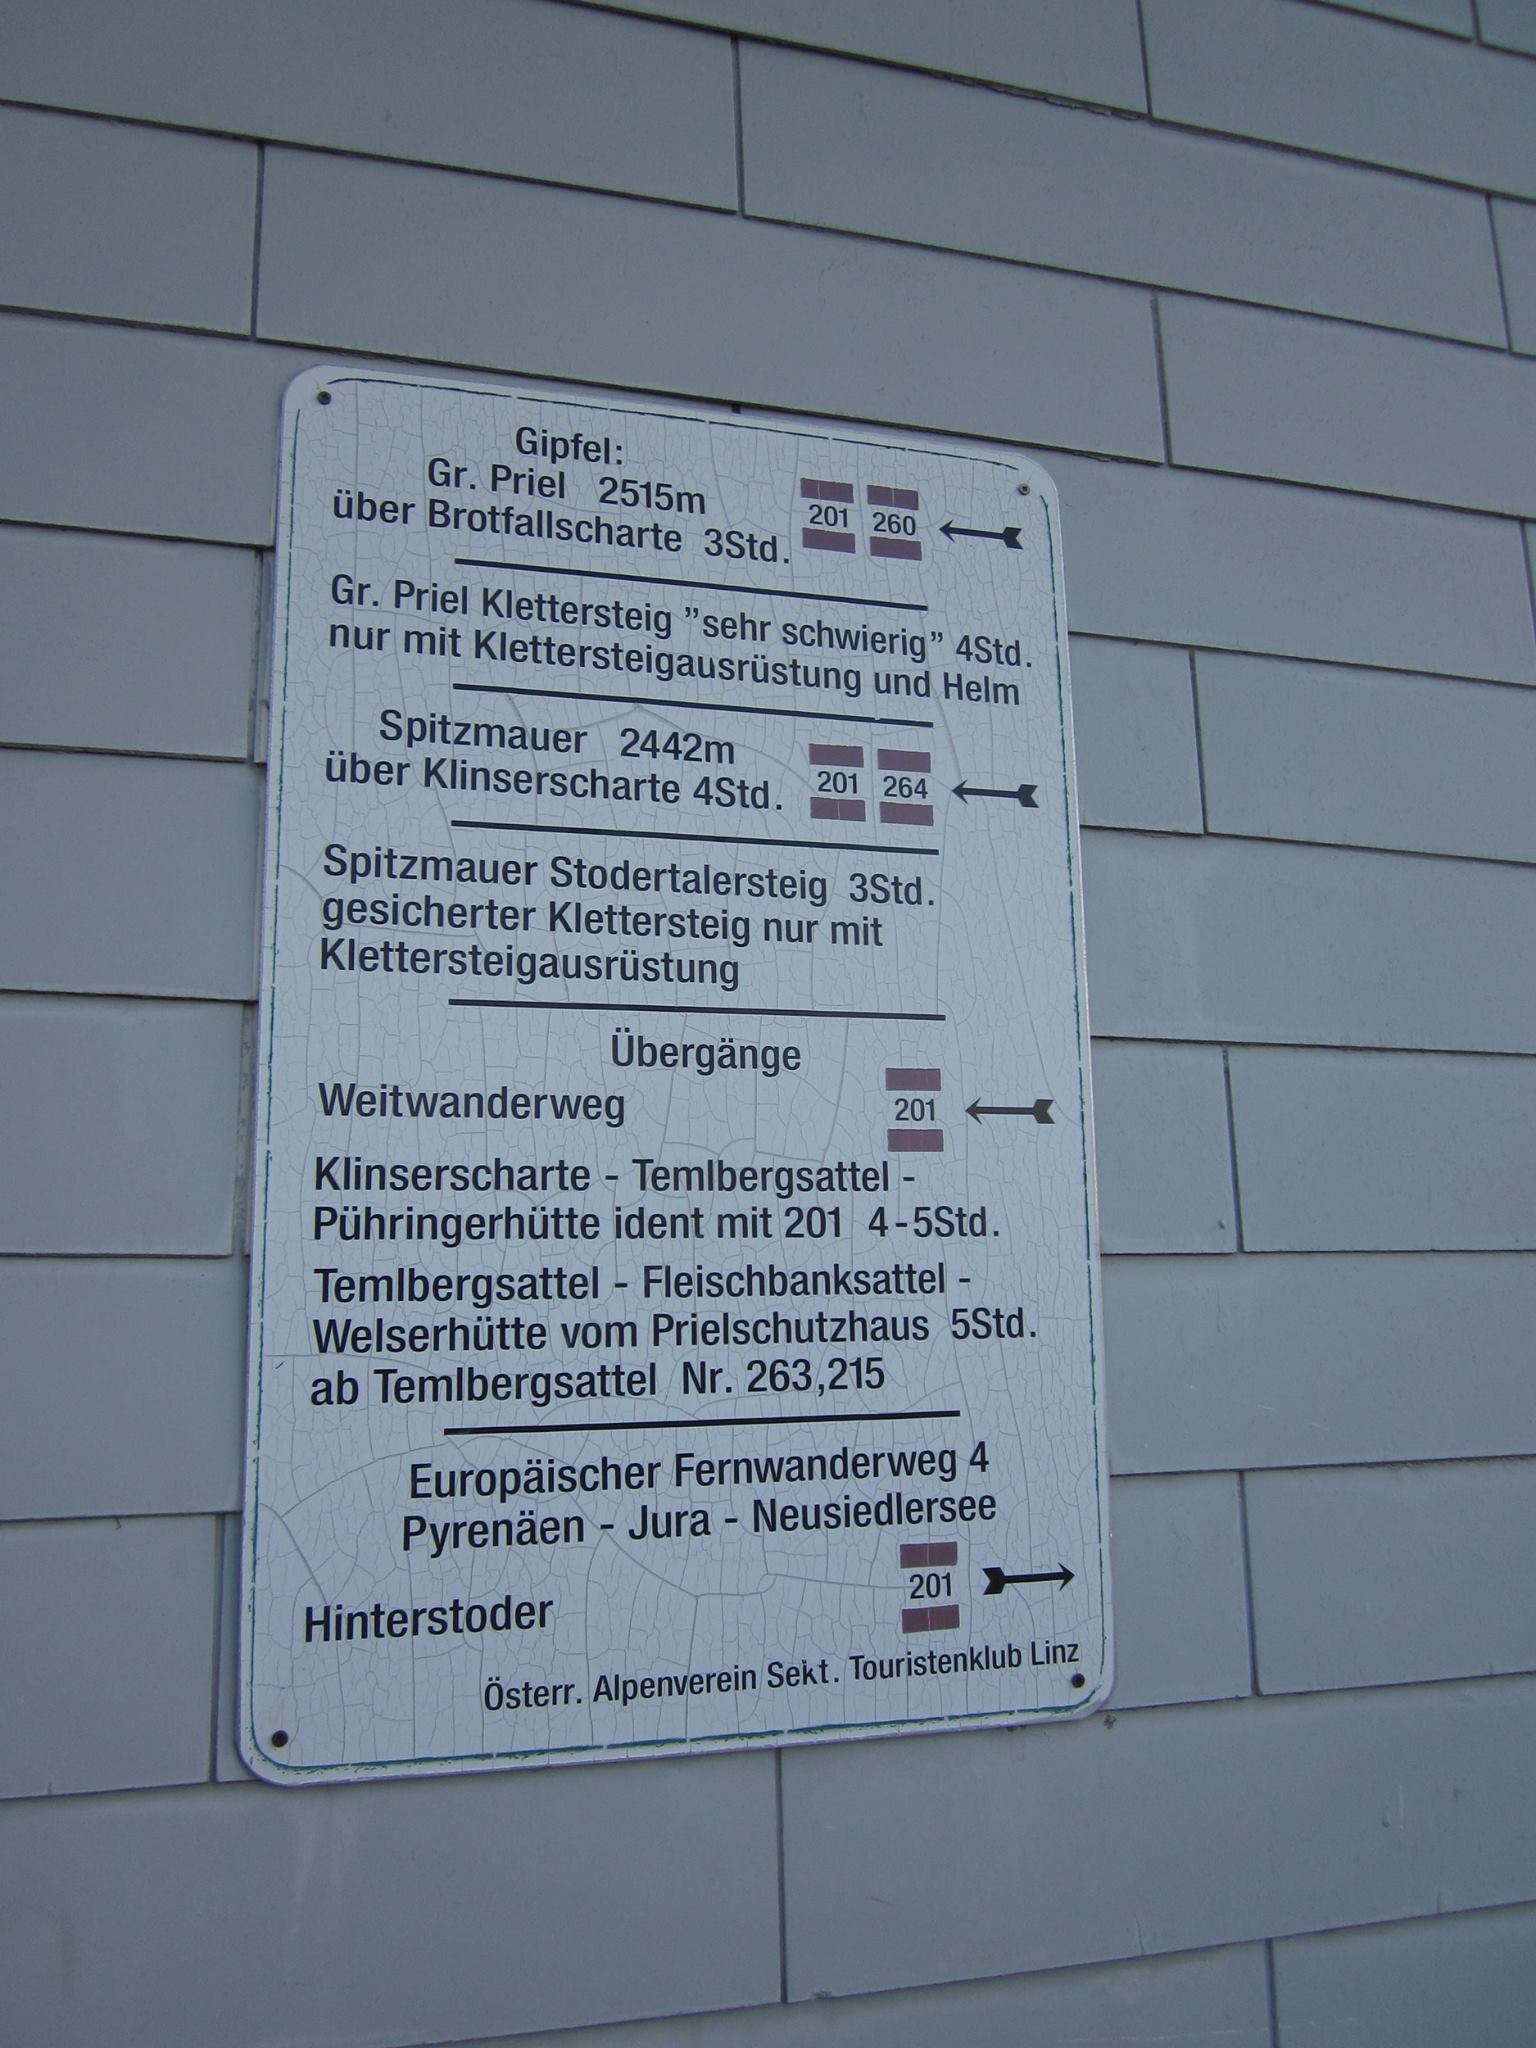 Gipfel:
Gr. Priel 2515m
über Brotfallscharte 3Std.
201 260
Gr. Priel Klettersteig "sehr schwierig" 4Std.
nur mit Klettersteigausrüstung und Helm
Spitzmauer 2442m
über Klinserscharte 4Std.
201 264
Spitzmauer Stodertalersteig 3Std.
gesicherter Klettersteig nur mit
Klettersteigausrüstung
Übergänge
Weitwanderweg 201
Klinserscharte - Temlbergsattel -
Pühringerhütte ident mit 201 4-5Std.
Temlbergsattel - Fleischbanksattel -
Welserhütte vom Prielschutzhaus 5Std.
ab Temlbergsattel Nr. 263,215
Europäischer Fernwanderweg 4
Pyrenäen - Jura - Neusiedlersee
Hinterstoder 201
Österr. Alpenverein Sekt. Touristenklub Linz